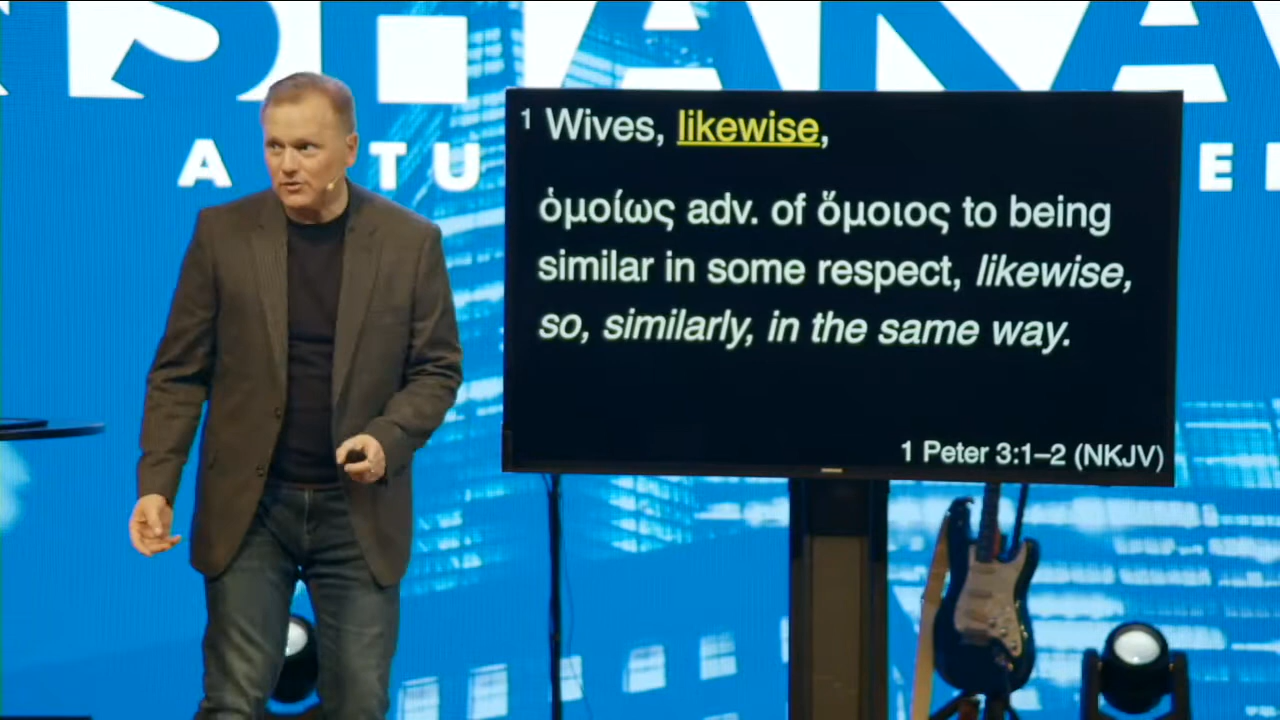 ¹ Wives, likewise,
ὁμοίως adv. of ὅμοιος to being
similar in some respect, likewise,
so, similarly, in the same way.
1 Peter 3:1–2 (NKJV)